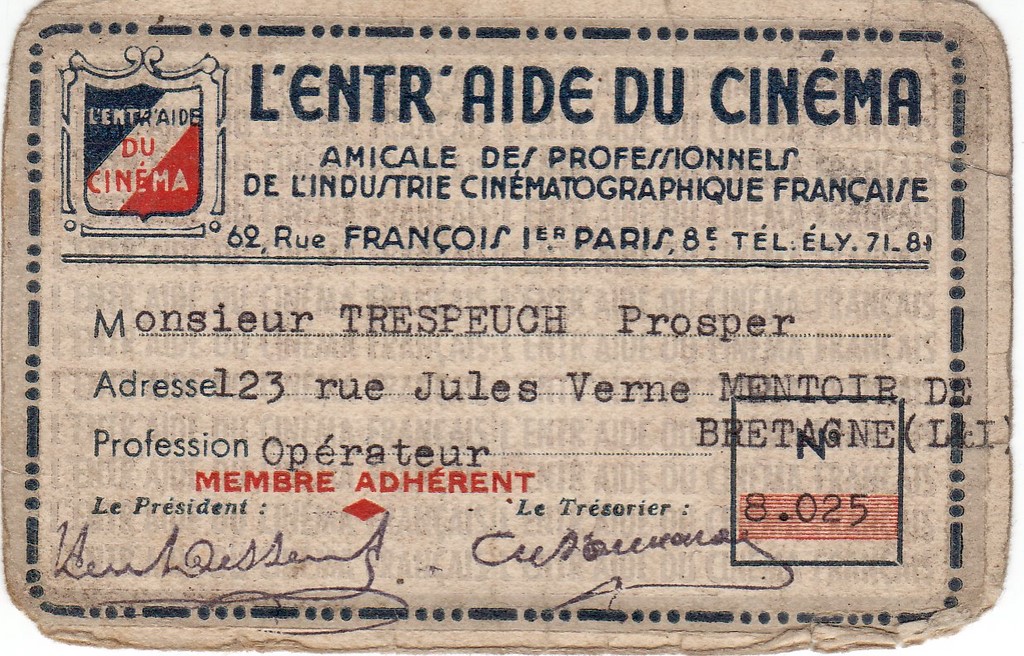 L'ENTR'AIDE
DU
CINÉMA
L'ENTR'AIDE DU CINÉMA
AMICALE DES PROFESSIONNELS
DE L'INDUSTRIE CINÉMATOGRAPHIQUE FRANÇAISE
62, Rue FRANÇOIS 1ER PARIS, 8E TÉL. ÉLY. 71-81
Monsieur TRESPEUCH Prosper
Adresse 123 rue Jules Verne MENTOIR DE
BRETAGNE (L&I)
Profession Opérateur
N°
MEMBRE ADHÉRENT
Le Président : Le Trésorier :
8.025